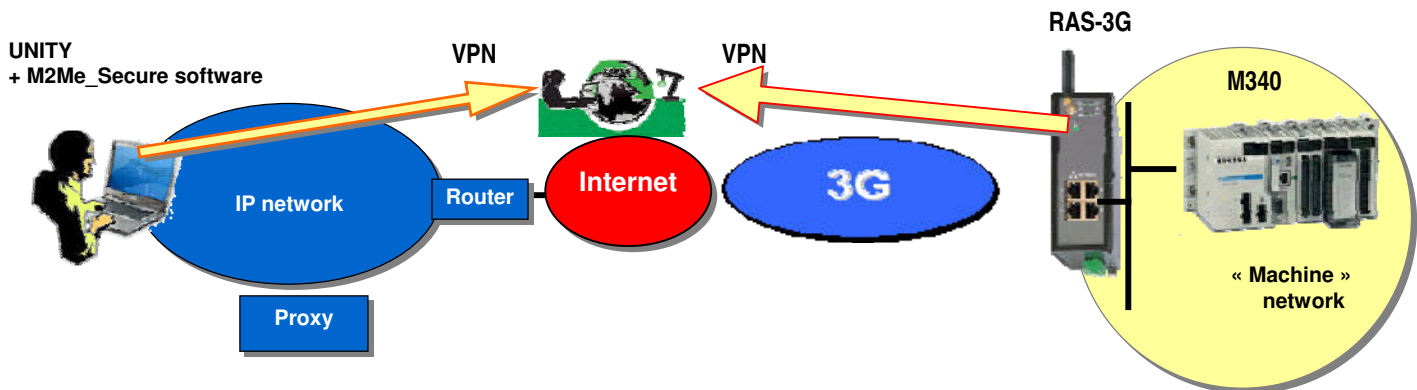 UNITY
+ M2Me_Secure software
VPN
VPN
RAS-3G
M340
IP network
Router
Internet
3G
Proxy
« Machine »
network